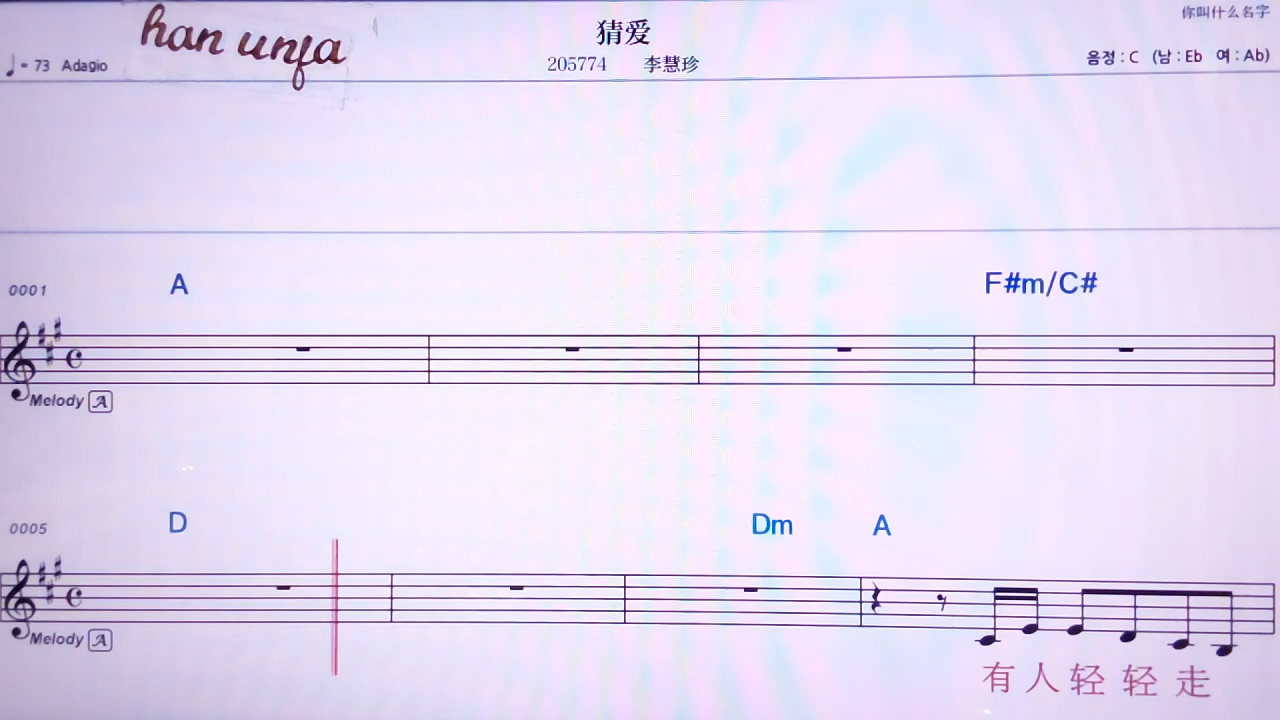 han unfa
猜爱
你叫什么名字
♩= 73 Adagio
205774 李慧珍
음정 : C (남 : Eb 여 : Ab)
A F#m/C#
0001
Melody A
D Dm A
0005
Melody A
有人轻轻走